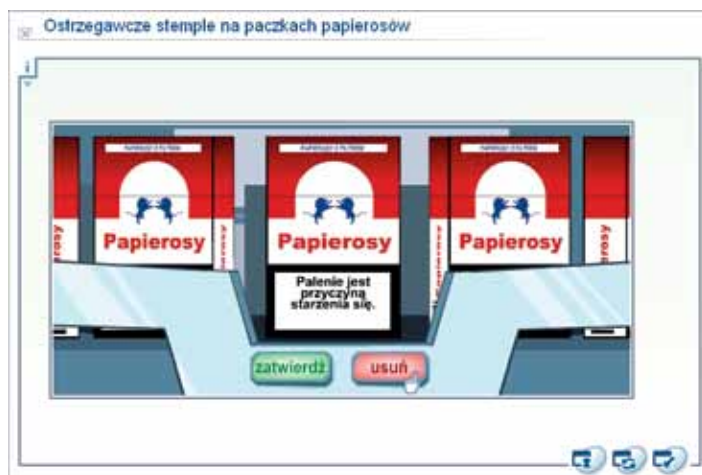 Ostrzegawcze stemple na paczkach papierosów
Papierosy
Papierosy
Papierosy
Palenie jest
przyczyną
starzenia się.
zatwierdź
usuń